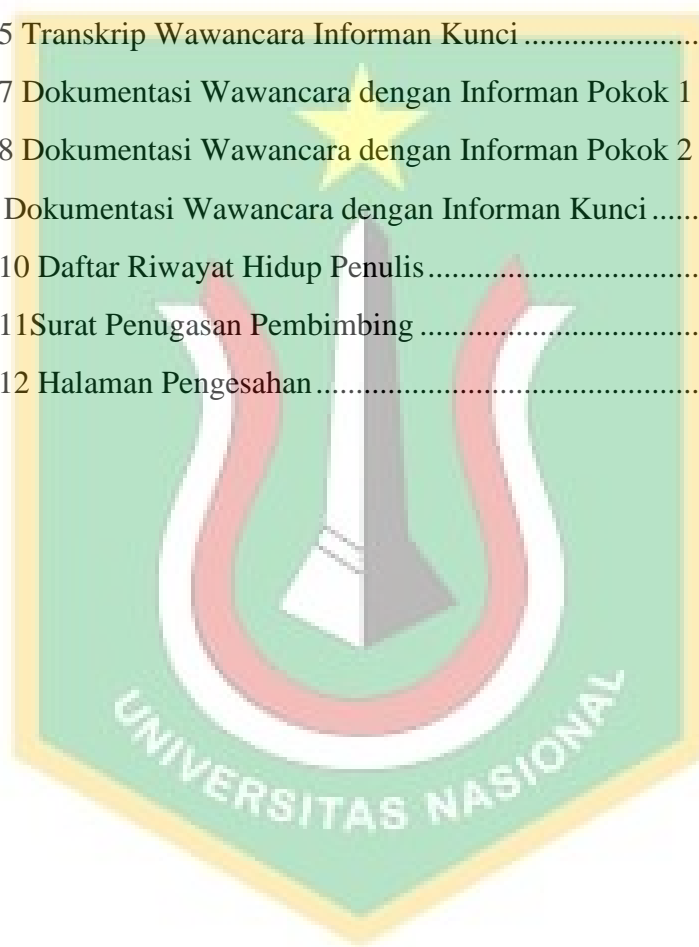 5 Transkrip Wawancara Informan Kunci......................
7 Dokumentasi Wawancara dengan Informan Pokok 1
8 Dokumentasi Wawancara dengan Informan Pokok 2
Dokumentasi Wawancara dengan Informan Kunci......
10 Daftar Riwayat Hidup Penulis..................................
11Surat Penugasan Pembimbing...................................
12 Halaman Pengesahan...............................................
UNIVERSITAS NASIONAL